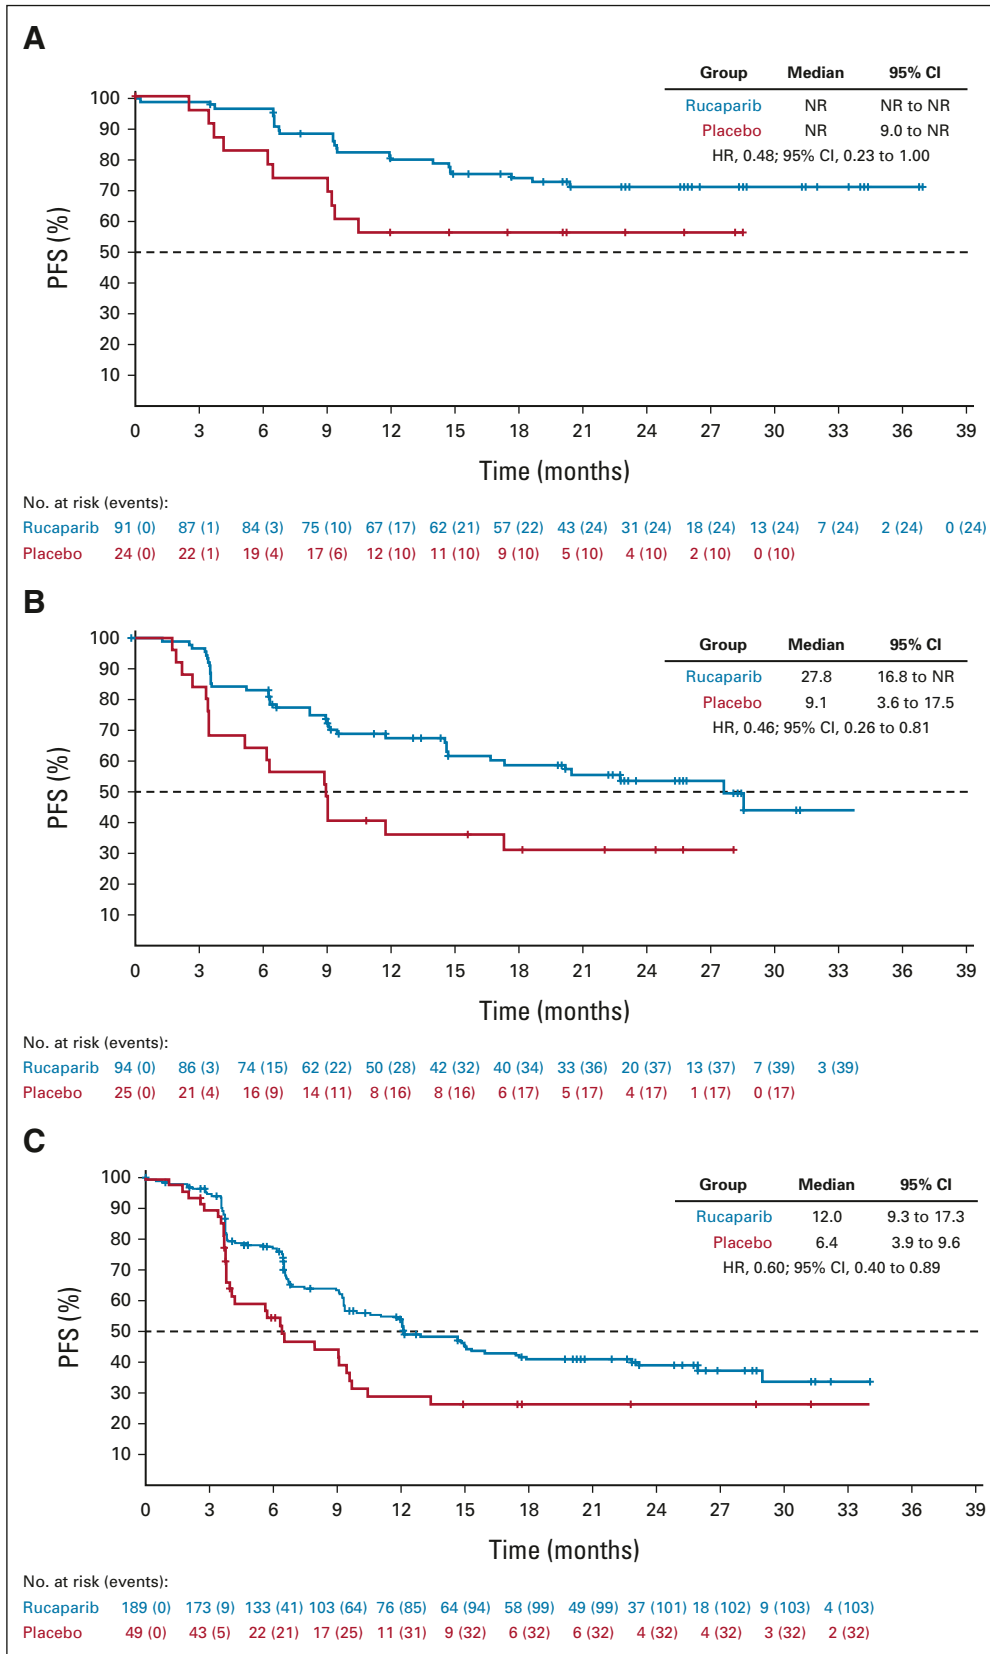 A
Group Median 95% CI
Rucaparib NR NR to NR
Placebo NR 9.0 to NR
HR, 0.48; 95% CI, 0.23 to 1.00
PFS (%)
100
90
80
70
60
50
40
30
20
10
0 3 6 9 12 15 18 21 24 27 30 33 36 39
Time (months)
No. at risk (events):
Rucaparib 91 (0) 87 (1) 84 (3) 75 (10) 67 (17) 62 (21) 57 (22) 43 (24) 31 (24) 18 (24) 13 (24) 7 (24) 2 (24) 0 (24)
Placebo 24 (0) 22 (1) 19 (4) 17 (6) 12 (10) 11 (10) 9 (10) 5 (10) 4 (10) 2 (10) 0 (10)
B
Group Median 95% CI
Rucaparib 27.8 16.8 to NR
Placebo 9.1 3.6 to 17.5
HR, 0.46; 95% CI, 0.26 to 0.81
PFS (%)
100
90
80
70
60
50
40
30
20
10
0 3 6 9 12 15 18 21 24 27 30 33 36 39
Time (months)
No. at risk (events):
Rucaparib 94 (0) 86 (3) 74 (15) 62 (22) 50 (28) 42 (32) 40 (34) 33 (36) 20 (37) 13 (37) 7 (39) 3 (39)
Placebo 25 (0) 21 (4) 16 (9) 14 (11) 8 (16) 8 (16) 6 (17) 5 (17) 4 (17) 1 (17) 0 (17)
C
Group Median 95% CI
Rucaparib 12.0 9.3 to 17.3
Placebo 6.4 3.9 to 9.6
HR, 0.60; 95% CI, 0.40 to 0.89
PFS (%)
100
90
80
70
60
50
40
30
20
10
0 3 6 9 12 15 18 21 24 27 30 33 36 39
Time (months)
No. at risk (events):
Rucaparib 189 (0) 173 (9) 133 (41) 103 (64) 76 (85) 64 (94) 58 (99) 49 (99) 37 (101) 18 (102) 9 (103) 4 (103)
Placebo 49 (0) 43 (5) 22 (21) 17 (25) 11 (31) 9 (32) 6 (32) 6 (32) 4 (32) 4 (32) 3 (32) 2 (32)